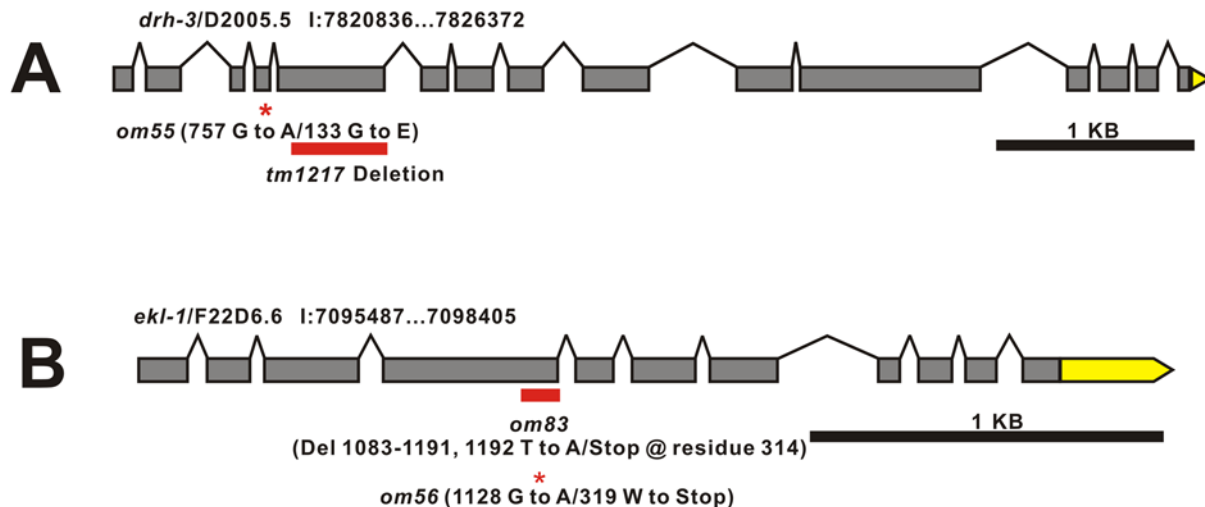 A
drh-3/D2005.5 I:7820836...7826372
*
om55 (757 G to A/133 G to E)
tm1217 Deletion
1 KB
B
ekl-1/F22D6.6 I:7095487...7098405
om83
(Del 1083-1191, 1192 T to A/Stop @ residue 314)
1 KB
*
om56 (1128 G to A/319 W to Stop)